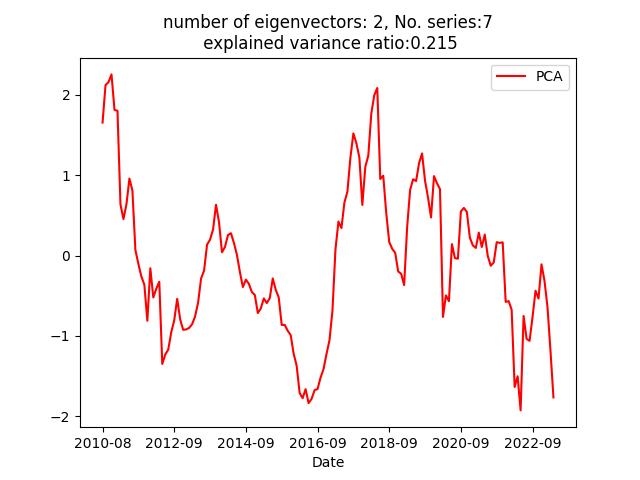 number of eigenvectors: 2, No. series:7
explained variance ratio:0.215
PCA
2
1
0
−1
−2
2010-08 2012-09 2014-09 2016-09 2018-09 2020-09 2022-09
Date